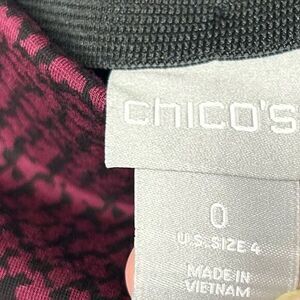 chico's
0
U.S. SIZE 4
MADE IN
VIETNAM